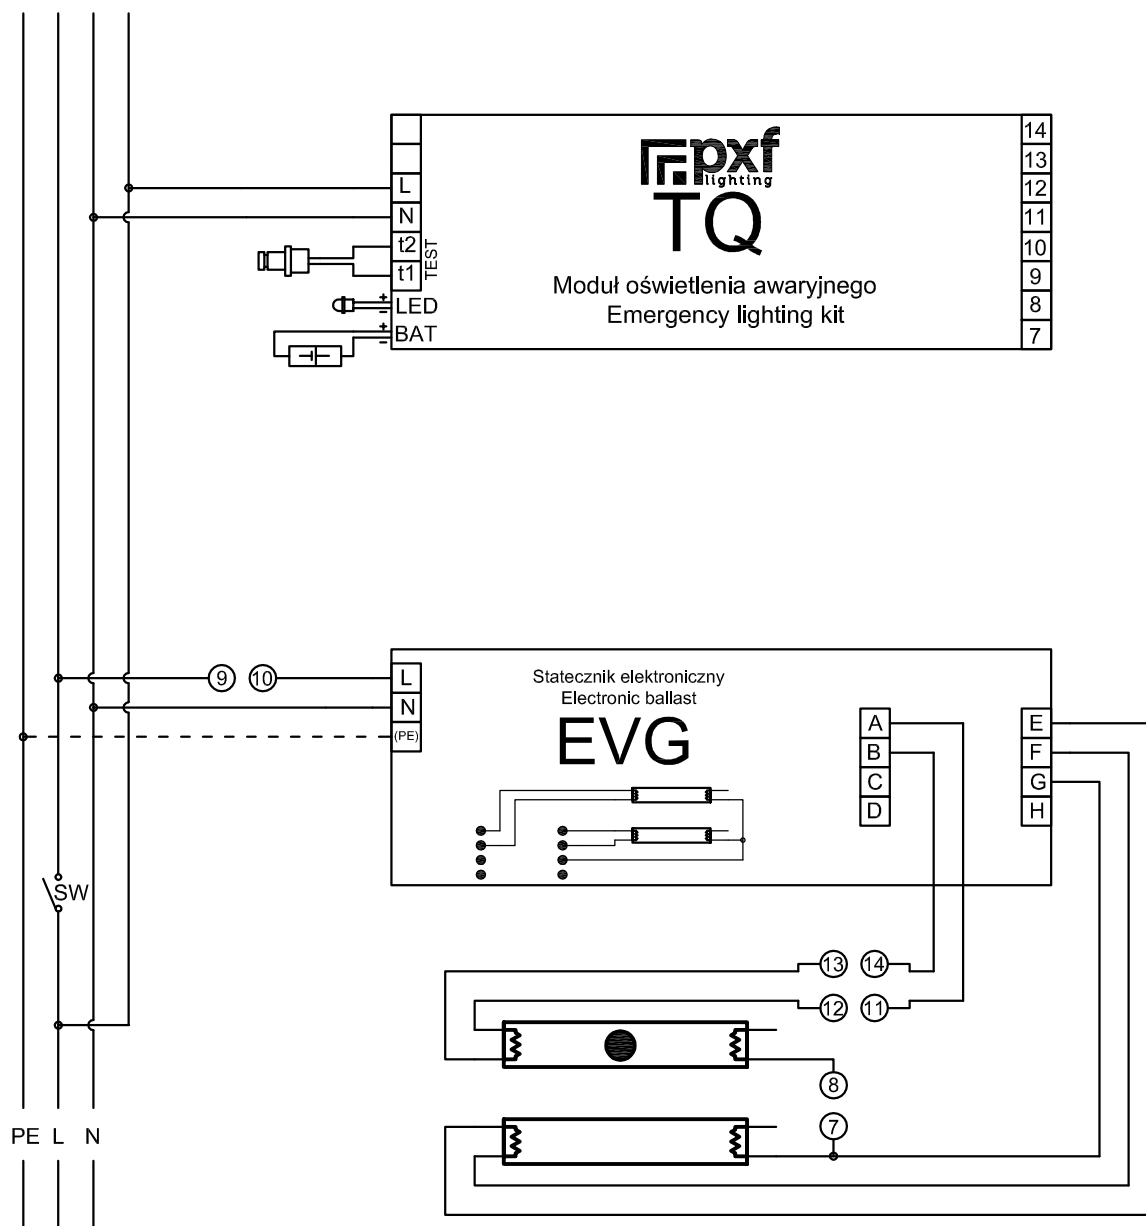 pxf
lighting
TQ
Moduł oświetlenia awaryjnego
Emergency lighting kit
L
N
t2
t1
TEST
+
-
LED
+
-
BAT
14
13
12
11
10
9
8
7
9
10
L
N
(PE)
Statecznik elektroniczny
Electronic ballast
EVG
A
B
C
D
E
F
G
H
SW
13
14
12
11
8
7
PE L N